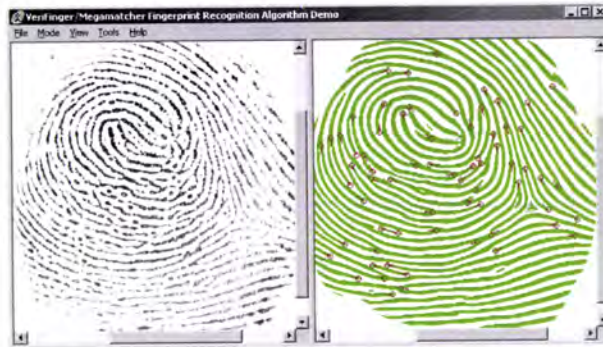 VeriFinger/Megamatcher Fingerprint Recognition Algorithm Demo
File Mode View Tools Help